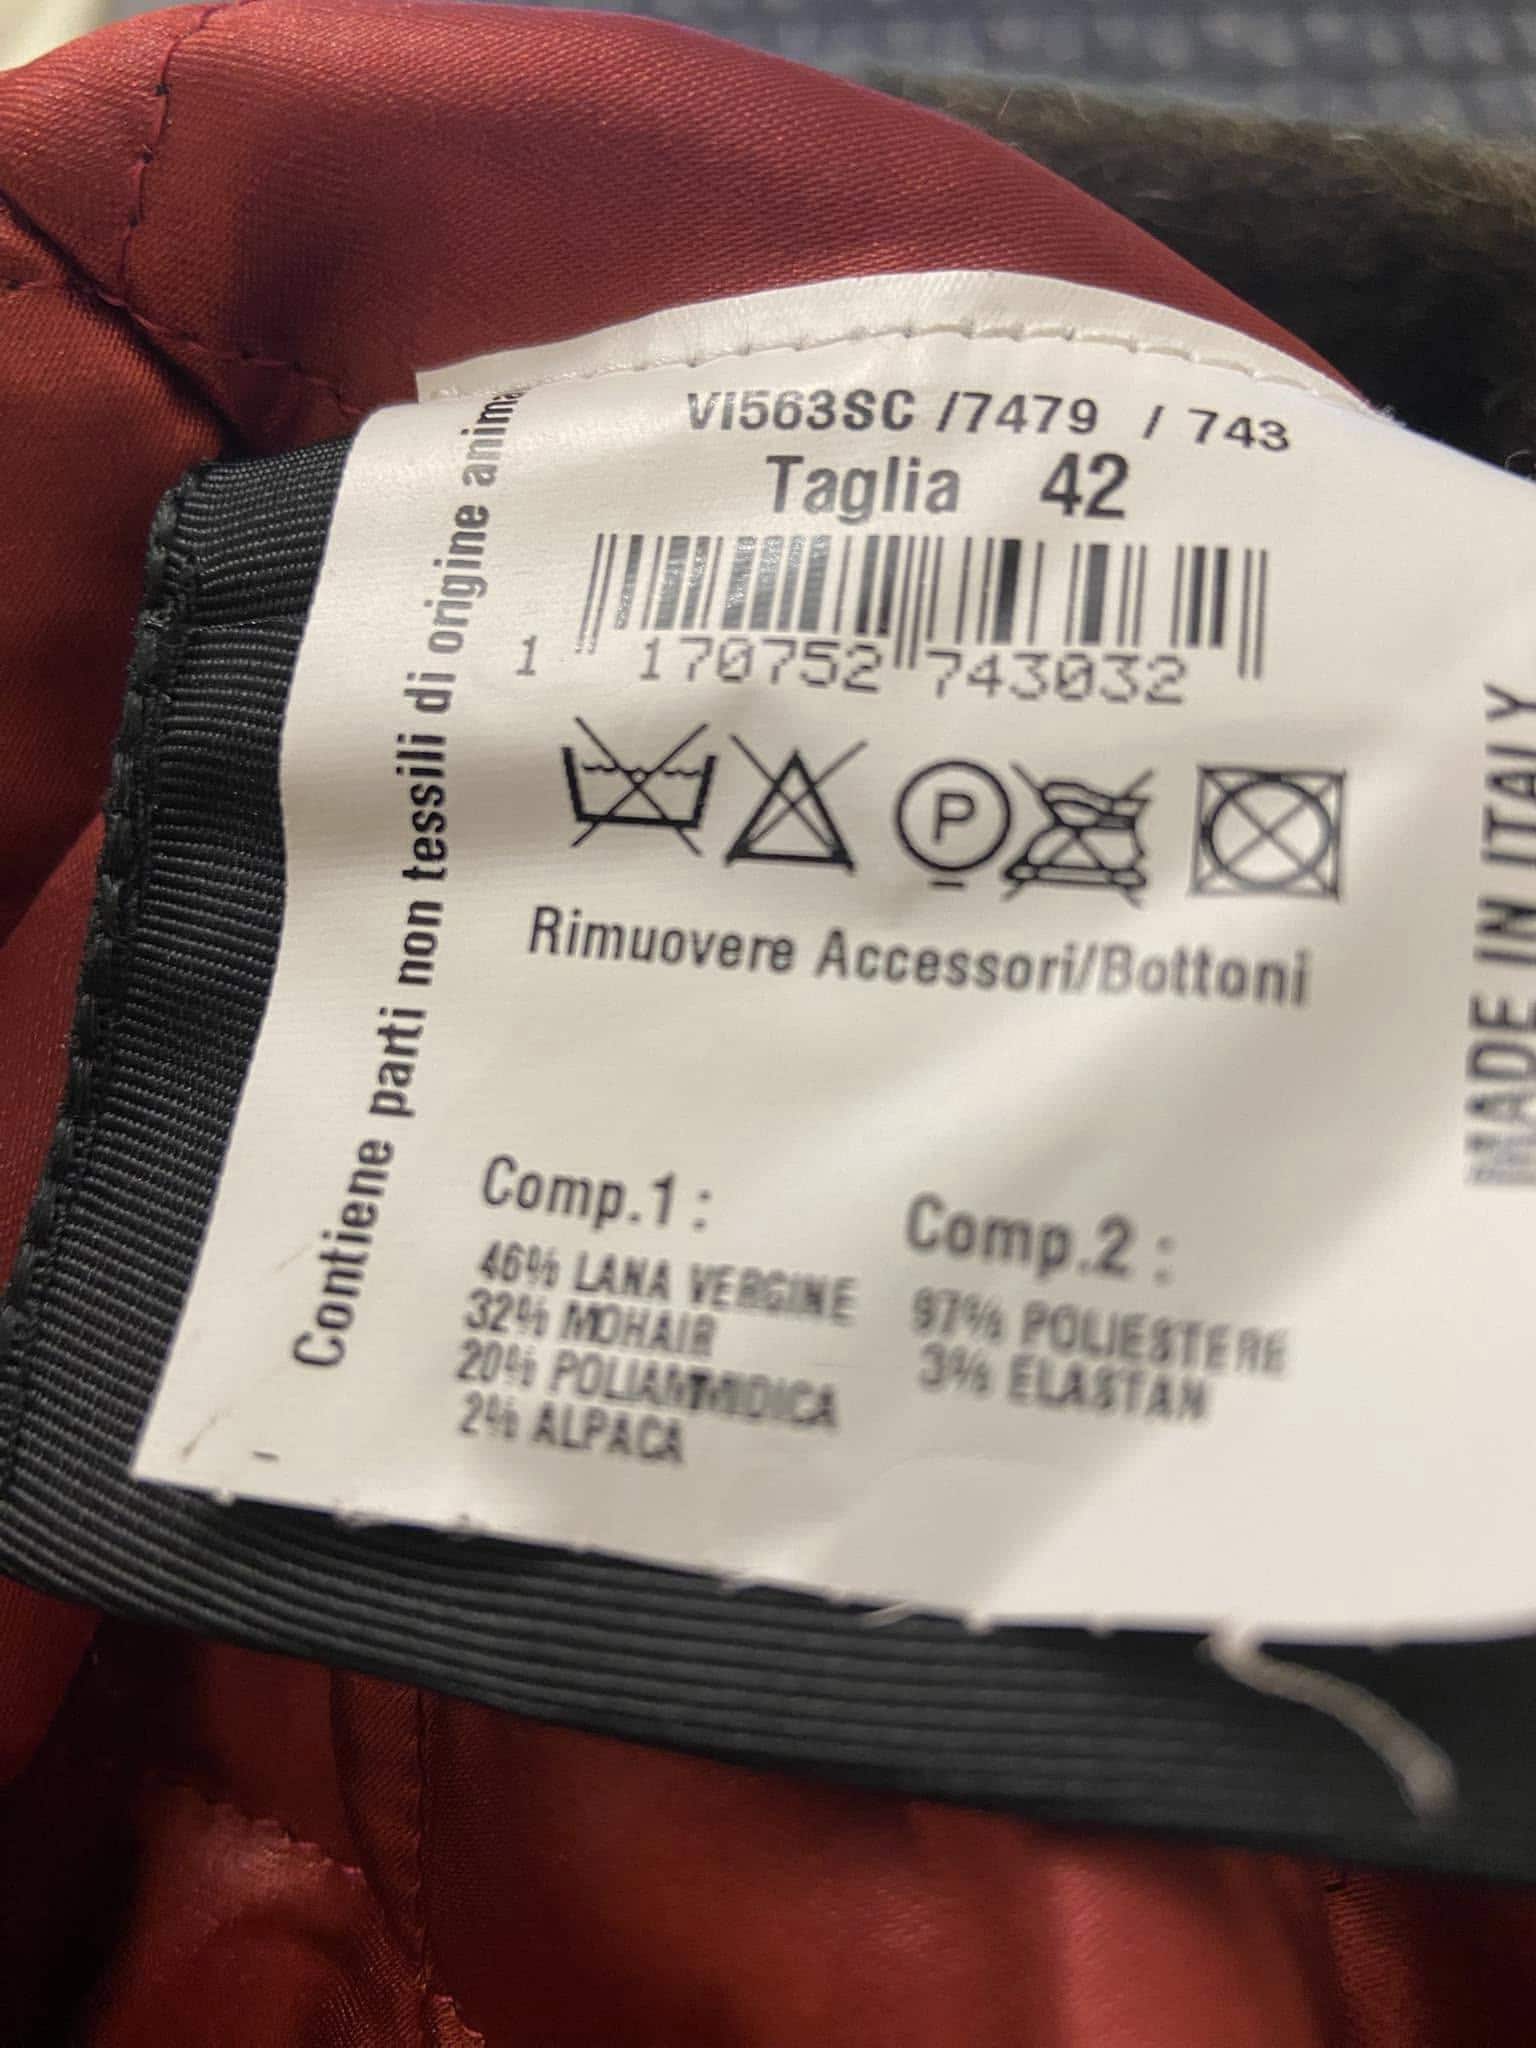 VI563SC /7479 / 743
Taglia 42
1 170752 743032
P
Rimuovere Accessori/Bottoni
Contiene parti non tessili di origine
MADE IN ITALY
Comp.1 :
46% LANA VERGINE
32% MOHAIR
20% POLIAMMIDICA
2% ALPACA
Comp.2 :
97% POLIESTERE
3% ELASTAN